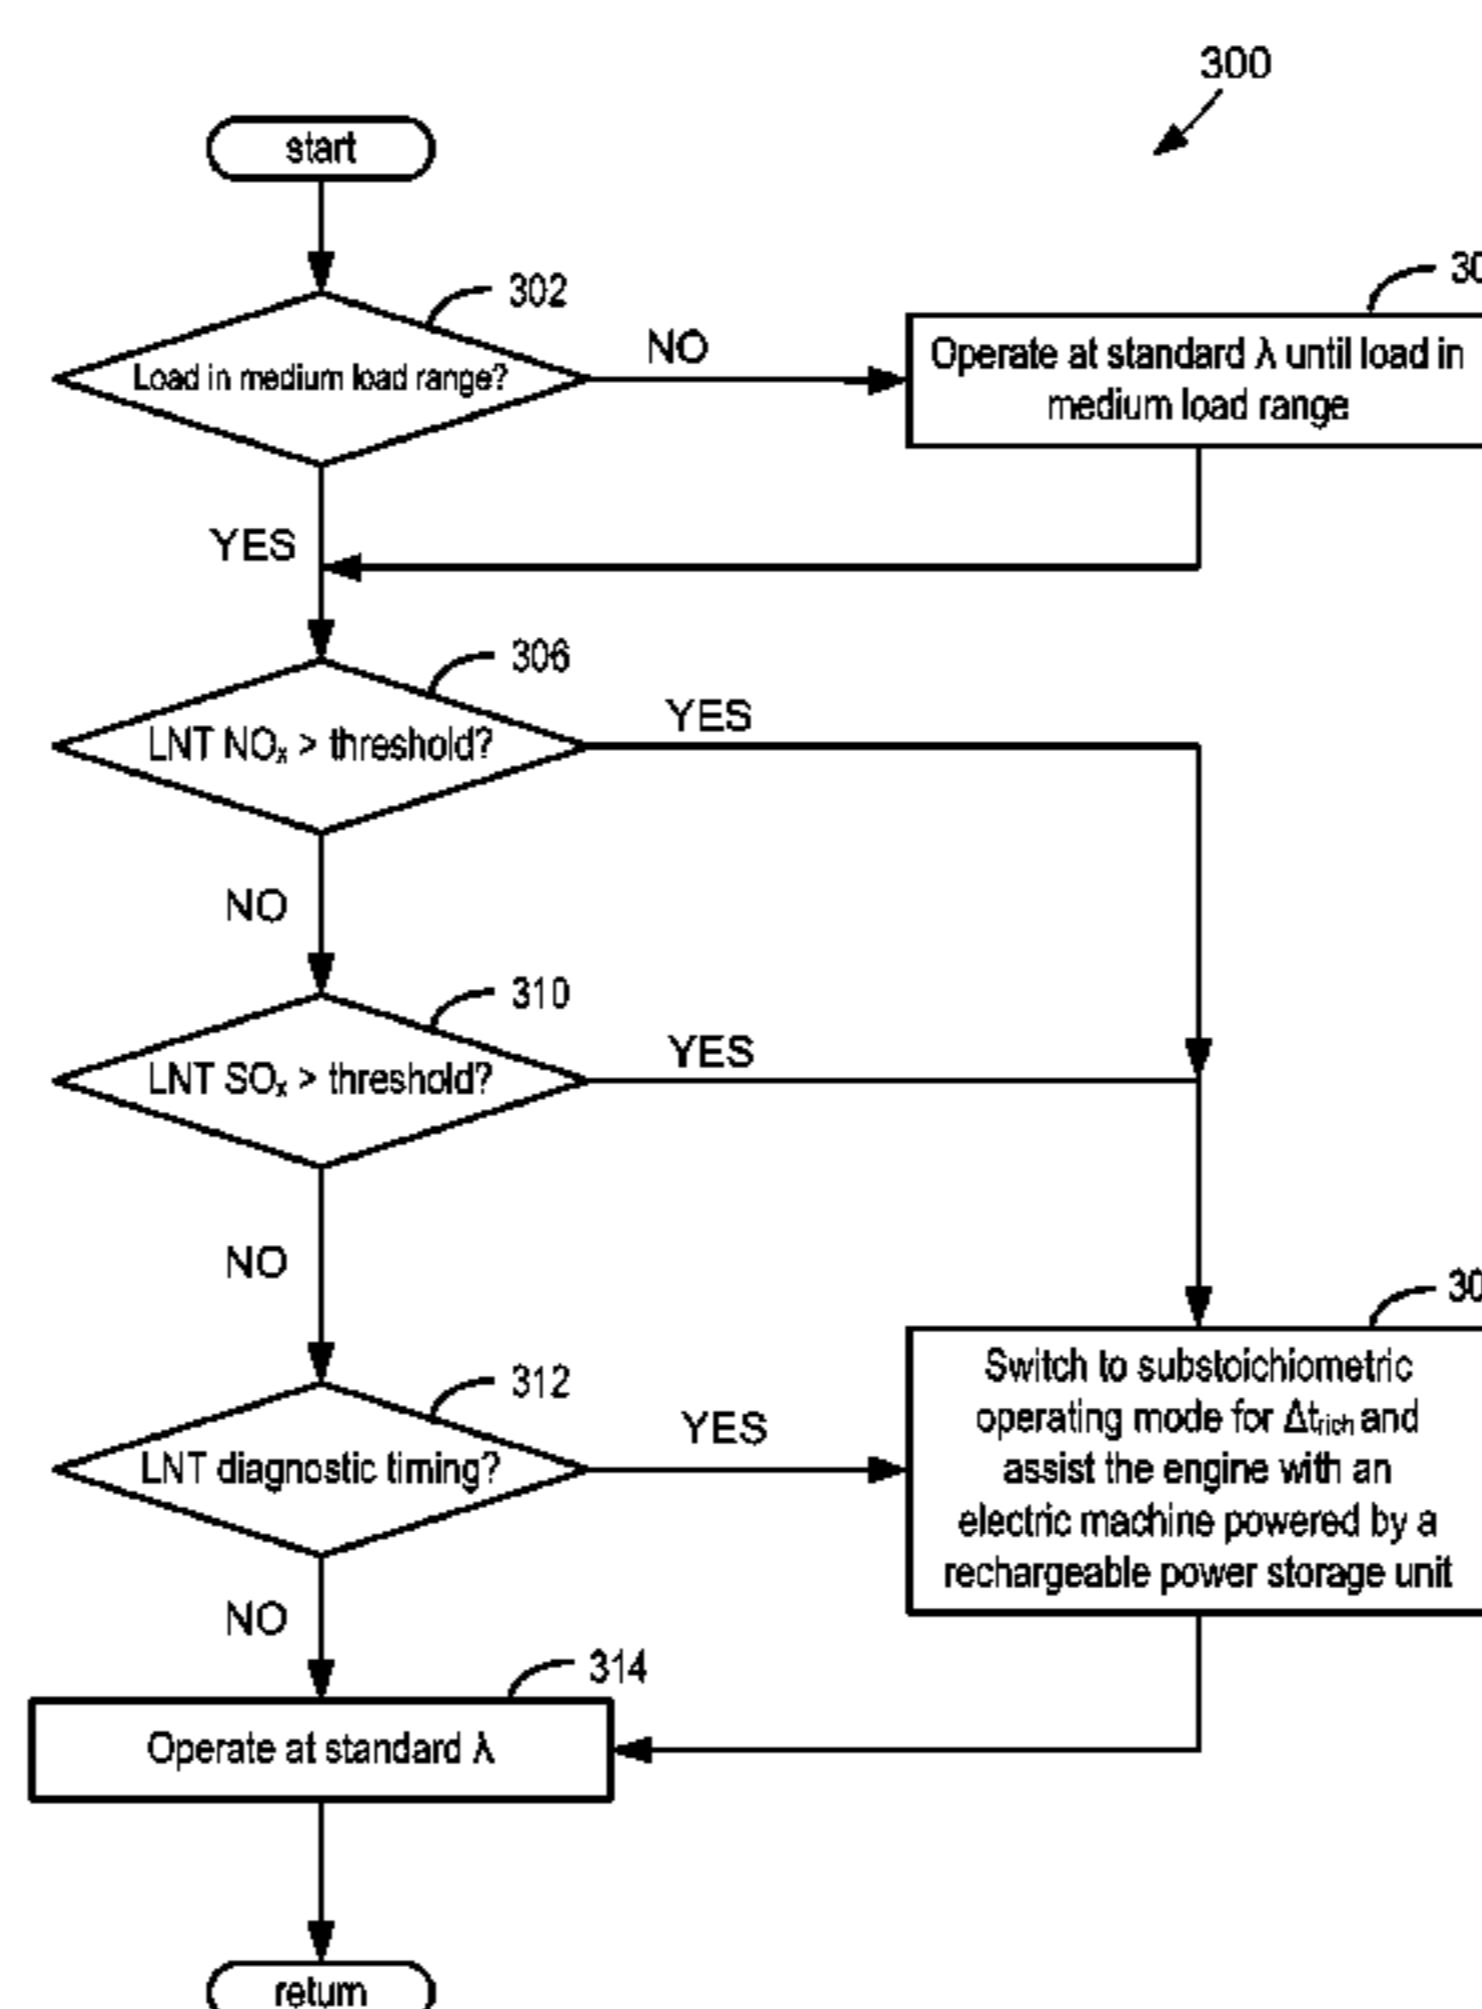 300
start
302
Load in medium load range?
NO
30
Operate at standard λ until load in
medium load range
YES
306
LNT NOₓ > threshold?
YES
NO
310
LNT SOₓ > threshold?
YES
NO
30
Switch to substoichiometric
operating mode for Δt_rich and
assist the engine with an
electric machine powered by a
rechargeable power storage unit
312
LNT diagnostic timing?
YES
NO
314
Operate at standard λ
return